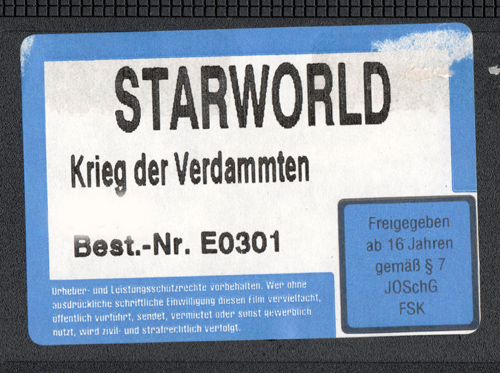 STARWORLD
Krieg der Verdammten
Best.-Nr. E0301
Freigegeben
ab 16 Jahren
gemäß § 7
JOSchG
FSK
Urheber- und Leistungsschutzrechte vorbehalten. Wer ohne
ausdrückliche schriftliche Einwilligung diesen Film vervielfacht,
öffentlich vorführt, sendet, vermietet oder sonst gewerblich
nutzt, wird zivil- und strafrechtlich verfolgt.